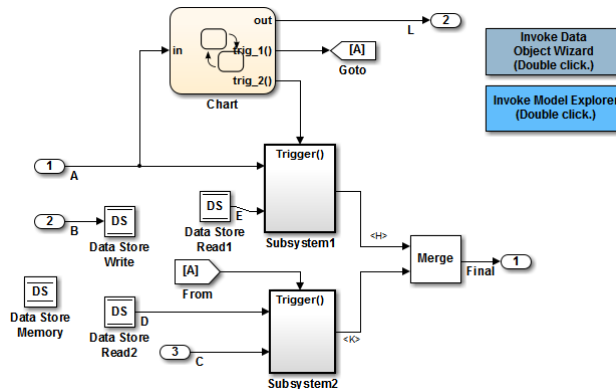 out
2
L
in
trig_1()
[A]
Goto
trig_2()
Chart
Invoke Data
Object Wizard
(Double click.)
Invoke Model Explorer
(Double click.)
Trigger()
1
A
DS
E
Data Store
Read1
Subsystem1
2
B
DS
Data Store
Write
<H>
Merge
Final
1
[A]
From
DS
Data Store
Memory
DS
D
Data Store
Read2
Trigger()
3
C
<K>
Subsystem2